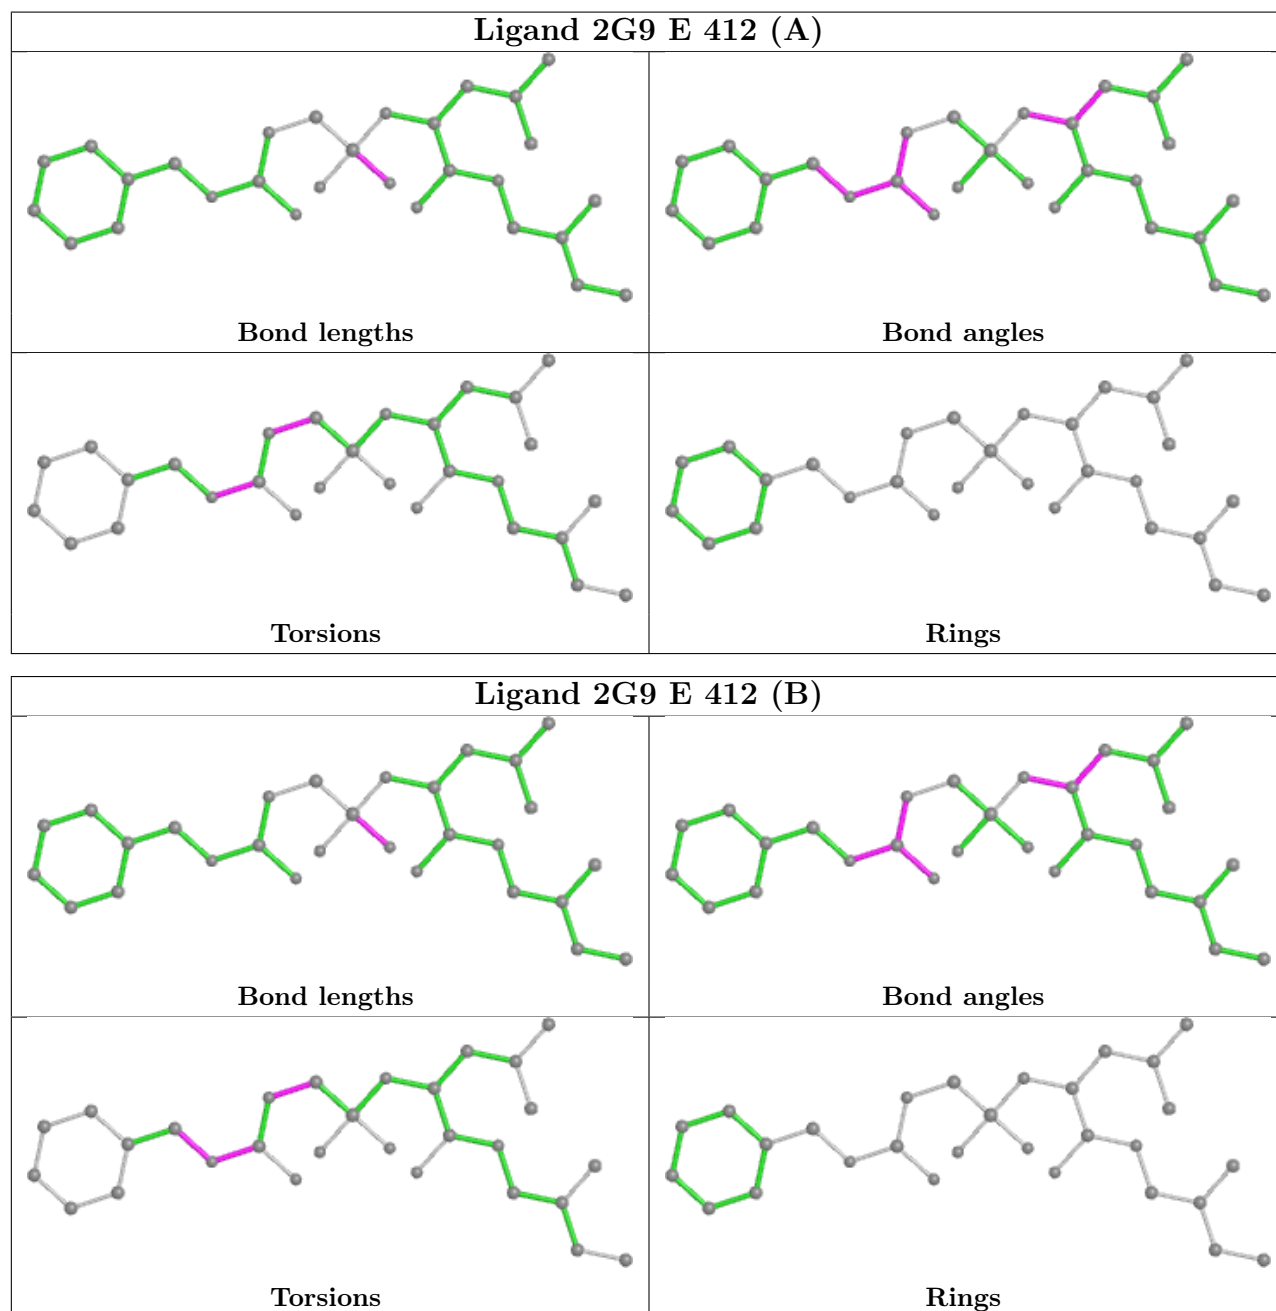 Ligand 2G9 E 412 (A)
Bond lengths
Bond angles
Torsions
Rings
Ligand 2G9 E 412 (B)
Bond lengths
Bond angles
Torsions
Rings